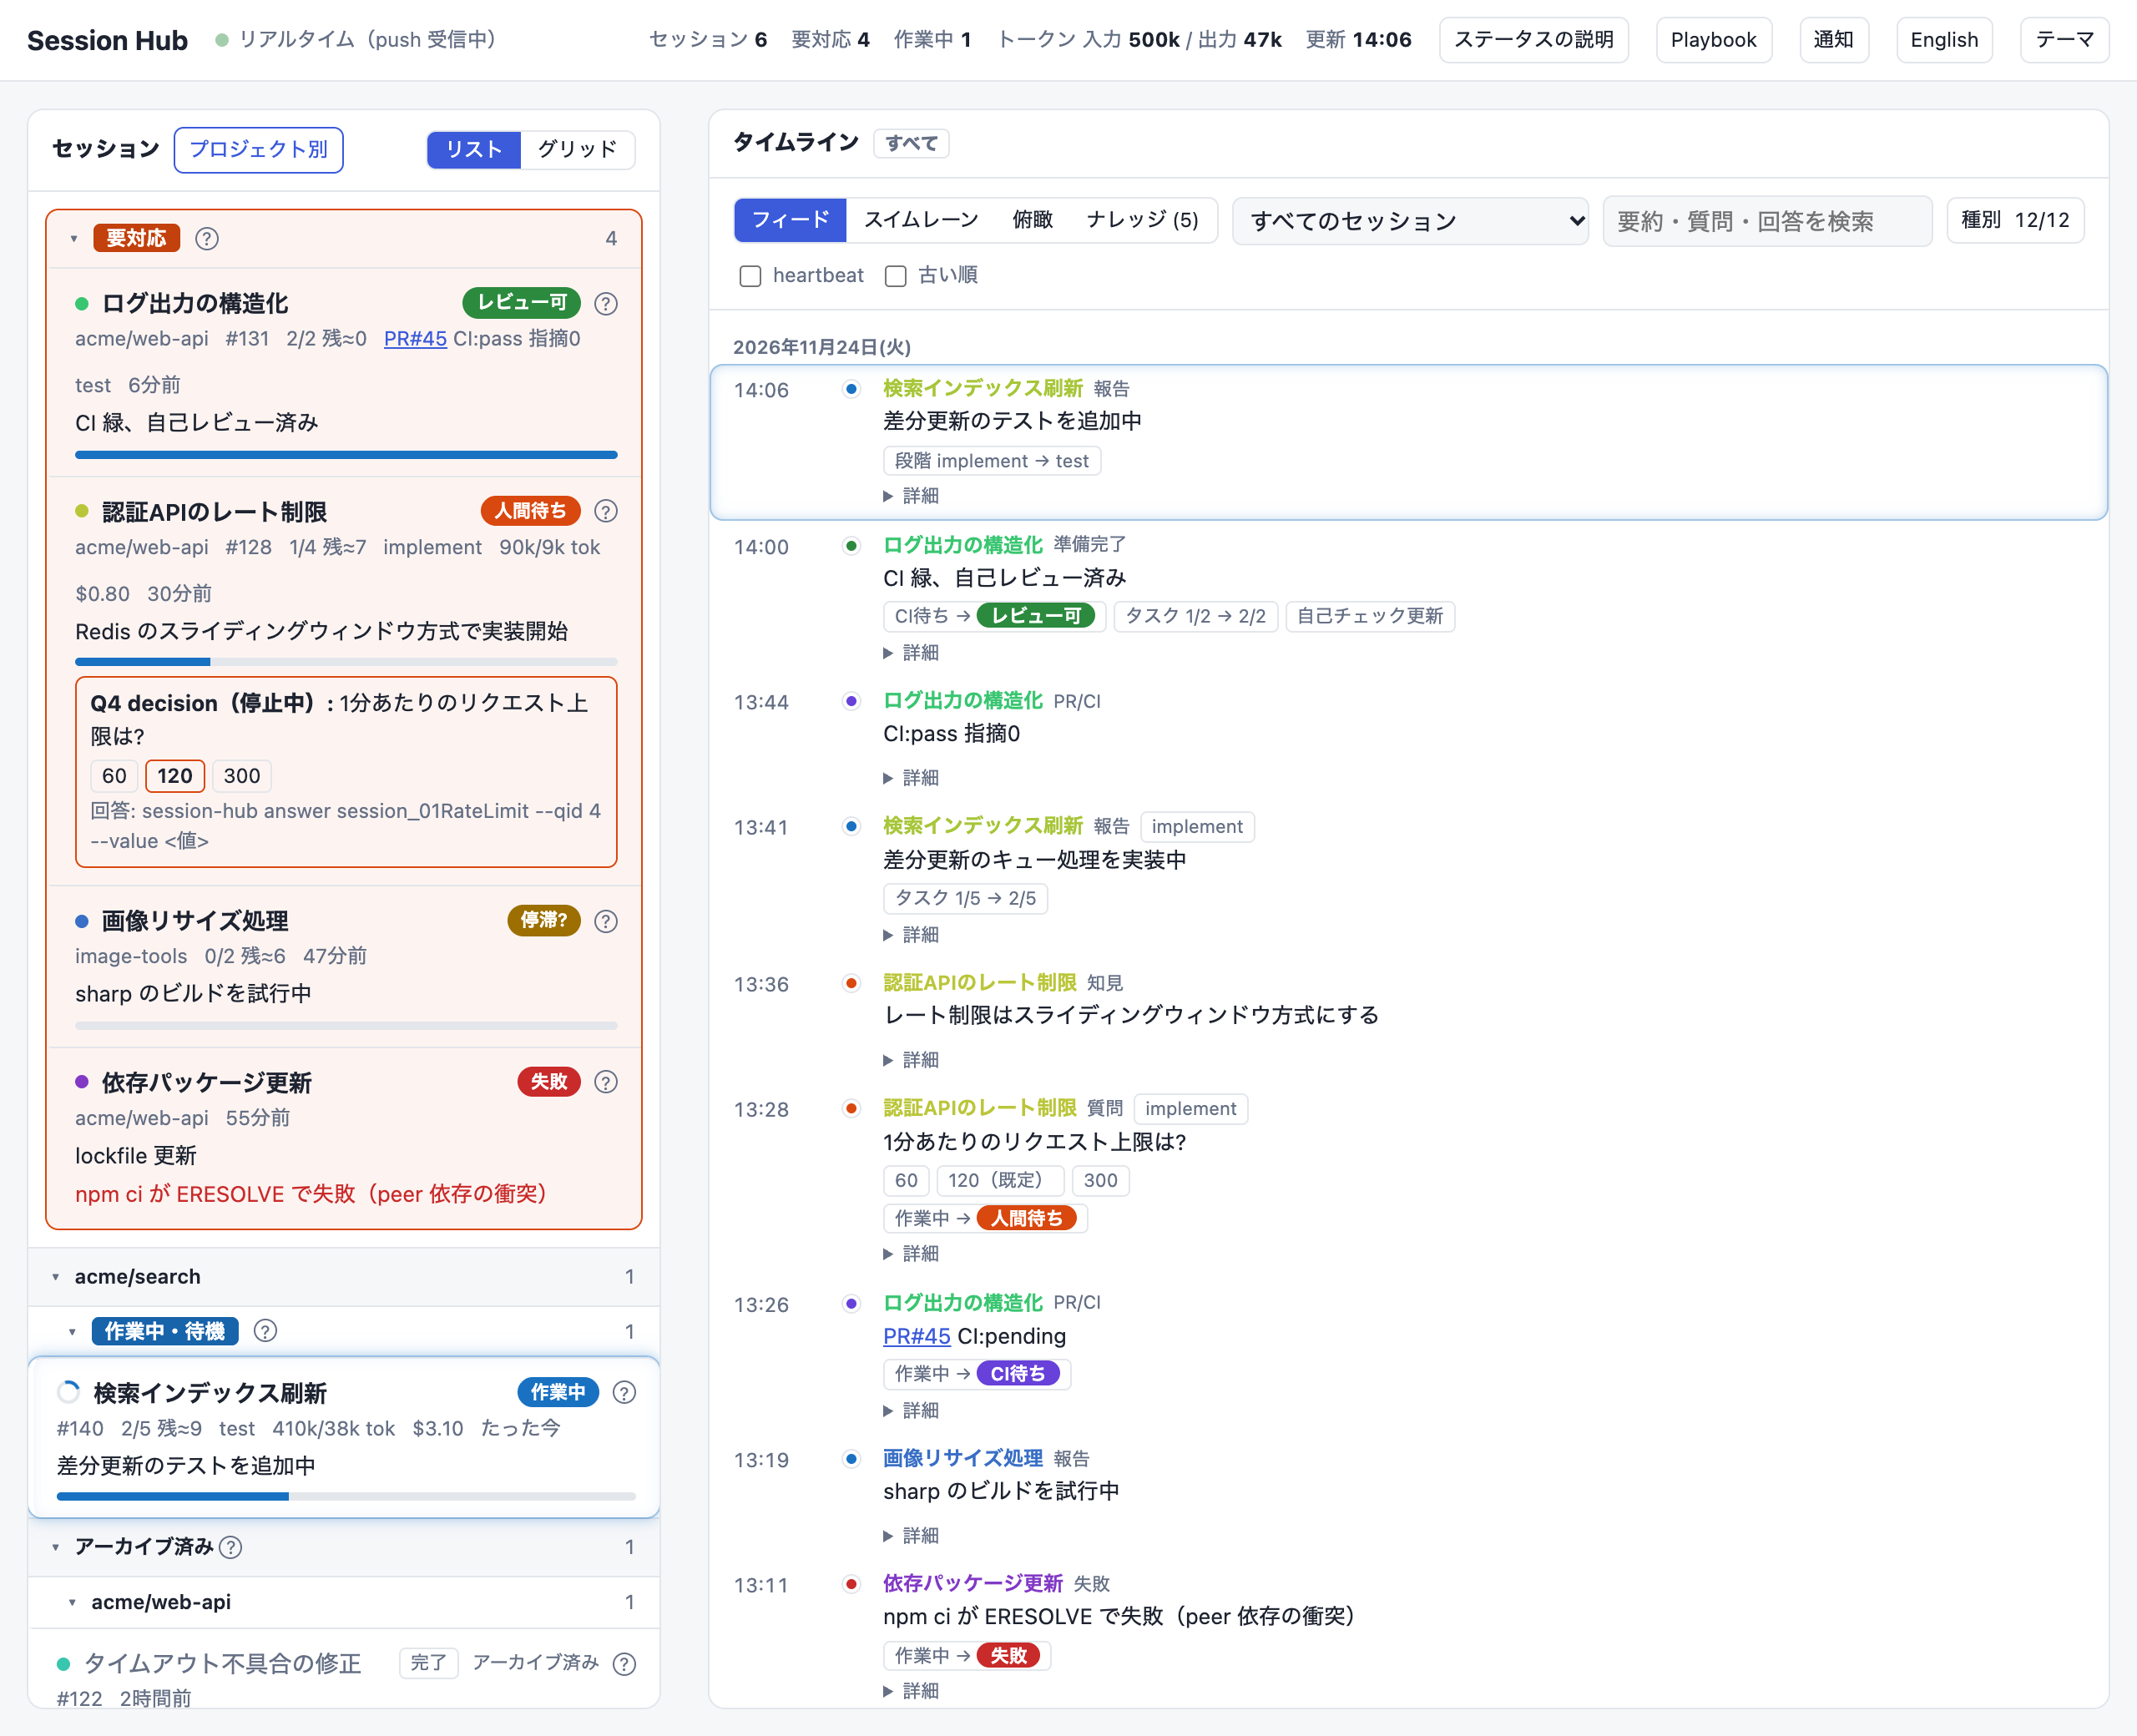 Session Hub
リアルタイム（push 受信中）
セッション 6 要対応 4 作業中 1 トークン 入力 500k / 出力 47k 更新 14:06
ステータスの説明
Playbook
通知
English
テーマ
セッション
プロジェクト別
リスト
グリッド
▼ 要対応 ? 4
ログ出力の構造化 レビュー可 ?
acme/web-api #131 2/2 残≈0 PR#45 CI:pass 指摘0
test 6分前
CI 緑、自己レビュー済み
認証APIのレート制限 人間待ち ?
acme/web-api #128 1/4 残≈7 implement 90k/9k tok
$0.80 30分前
Redis のスライディングウィンドウ方式で実装開始
Q4 decision（停止中）: 1分あたりのリクエスト上
限は?
60 120 300
回答: session-hub answer session_01RateLimit --qid 4
--value <値>
画像リサイズ処理 停滞? ?
image-tools 0/2 残≈6 47分前
sharp のビルドを試行中
依存パッケージ更新 失敗 ?
acme/web-api 55分前
lockfile 更新
npm ci が ERESOLVE で失敗（peer 依存の衝突）
▼ acme/search 1
▼ 作業中・待機 ? 1
検索インデックス刷新 作業中 ?
#140 2/5 残≈9 test 410k/38k tok $3.10 たった今
差分更新のテストを追加中
▼ アーカイブ済み ? 1
▼ acme/web-api 1
タイムアウト不具合の修正 完了 アーカイブ済み ?
#122 2時間前
タイムライン すべて
フィード スイムレーン 俯瞰 ナレッジ (5) すべてのセッション 要約・質問・回答を検索 種別 12/12
heartbeat 古い順
2026年11月24日(火)
14:06 検索インデックス刷新 報告
差分更新のテストを追加中
段階 implement → test
▶ 詳細
14:00 ログ出力の構造化 準備完了
CI 緑、自己レビュー済み
CI待ち → レビュー可 タスク 1/2 → 2/2 自己チェック更新
▶ 詳細
13:44 ログ出力の構造化 PR/CI
CI:pass 指摘0
▶ 詳細
13:41 検索インデックス刷新 報告 implement
差分更新のキュー処理を実装中
タスク 1/5 → 2/5
▶ 詳細
13:36 認証APIのレート制限 知見
レート制限はスライディングウィンドウ方式にする
▶ 詳細
13:28 認証APIのレート制限 質問 implement
1分あたりのリクエスト上限は?
60 120（既定） 300
作業中 → 人間待ち
▶ 詳細
13:26 ログ出力の構造化 PR/CI
PR#45 CI:pending
作業中 → CI待ち
▶ 詳細
13:19 画像リサイズ処理 報告
sharp のビルドを試行中
▶ 詳細
13:11 依存パッケージ更新 失敗
npm ci が ERESOLVE で失敗（peer 依存の衝突）
作業中 → 失敗
▶ 詳細